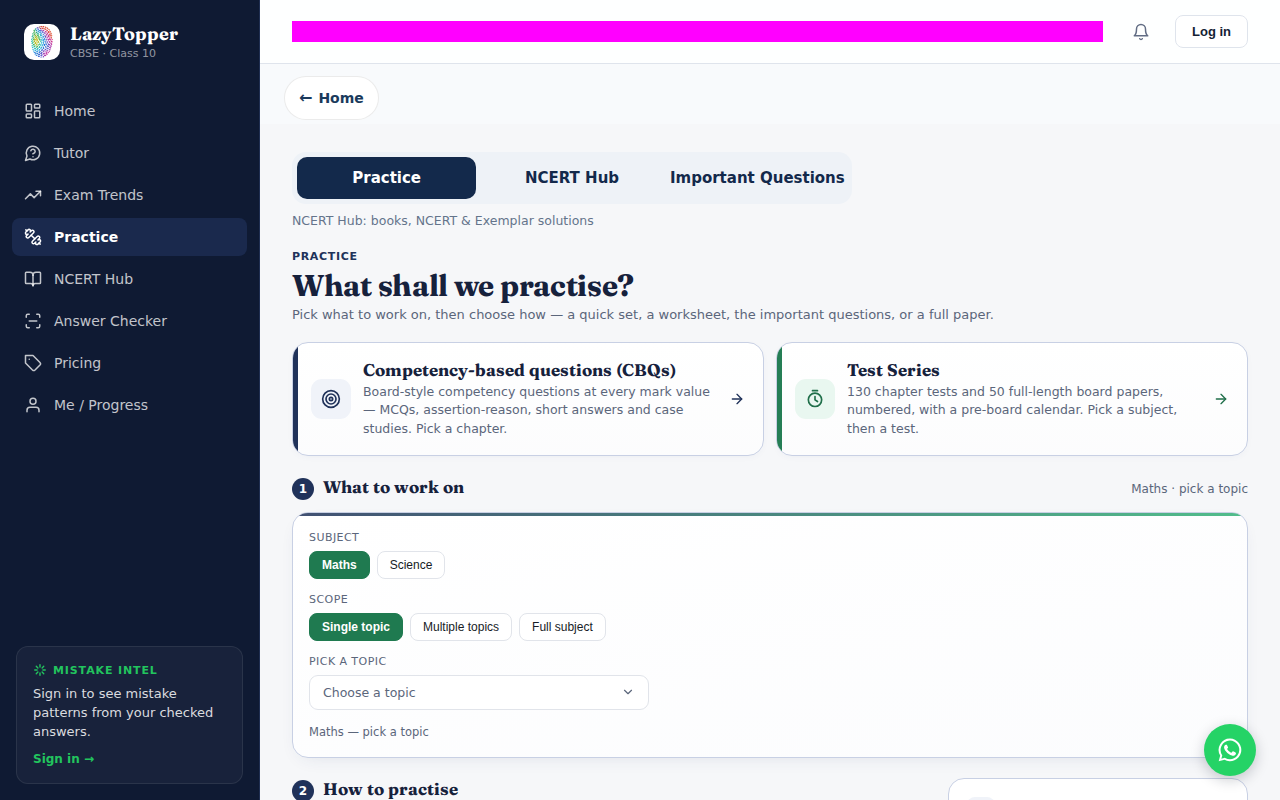 LazyTopper
CBSE · Class 10
Home
Tutor
Exam Trends
Practice
NCERT Hub
Answer Checker
Pricing
Me / Progress
MISTAKE INTEL
Sign in to see mistake
patterns from your checked
answers.
Sign in →
Log in
← Home
Practice
NCERT Hub
Important Questions
NCERT Hub: books, NCERT & Exemplar solutions
PRACTICE
What shall we practise?
Pick what to work on, then choose how — a quick set, a worksheet, the important questions, or a full paper.
Competency-based questions (CBQs)
Board-style competency questions at every mark value
— MCQs, assertion-reason, short answers and case
studies. Pick a chapter.
Test Series
130 chapter tests and 50 full-length board papers,
numbered, with a pre-board calendar. Pick a subject,
then a test.
1 What to work on
Maths · pick a topic
SUBJECT
Maths
Science
SCOPE
Single topic
Multiple topics
Full subject
PICK A TOPIC
Choose a topic
Maths — pick a topic
2 How to practise